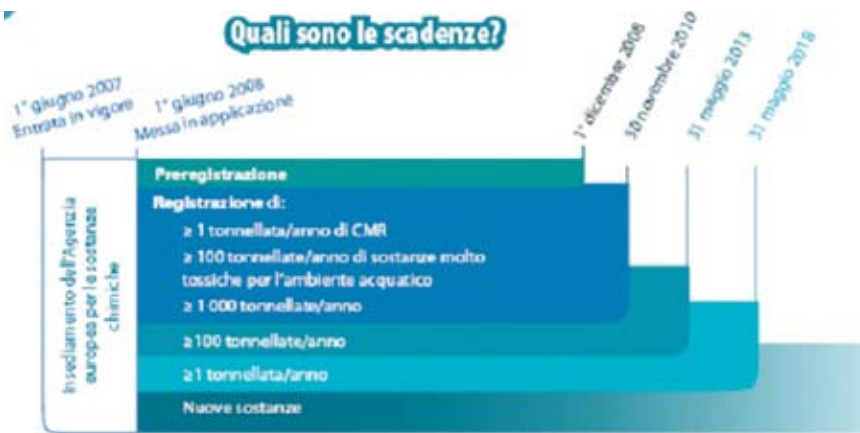 Quali sono le scadenze?
1° giugno 2007
Entrata in vigore
1° giugno 2008
Messa in applicazione
1° dicembre 2008
30 novembre 2010
31 maggio 2013
31 maggio 2018
Insediamento dell'Agenzia
europea per le sostanze
chimiche
Preregistrazione
Registrazione di:
≥ 1 tonnellata/anno di CMR
≥ 100 tonnellate/anno di sostanze molto
tossiche per l'ambiente acquatico
≥ 1 000 tonnellate/anno
≥100 tonnellate/anno
≥1 tonnellata/anno
Nuove sostanze